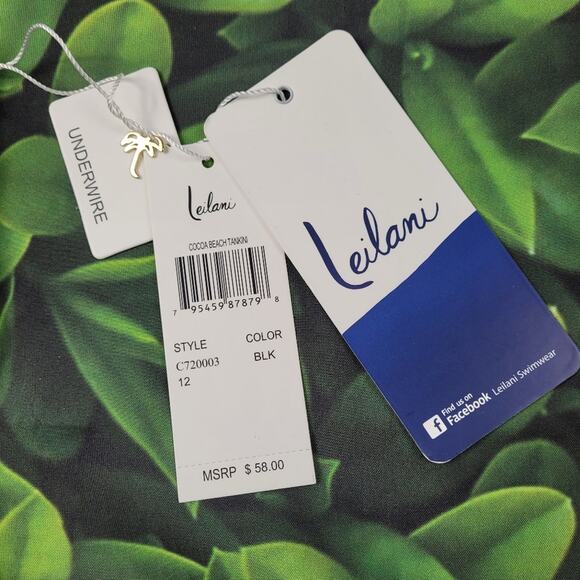 UNDERWIRE
Leilani
COCOA BEACH TANKINI
7 95459 87879 8
STYLE COLOR
C720003 BLK
12
MSRP $ 58.00
Leilani
Find us on
Facebook Leilani Swimwear